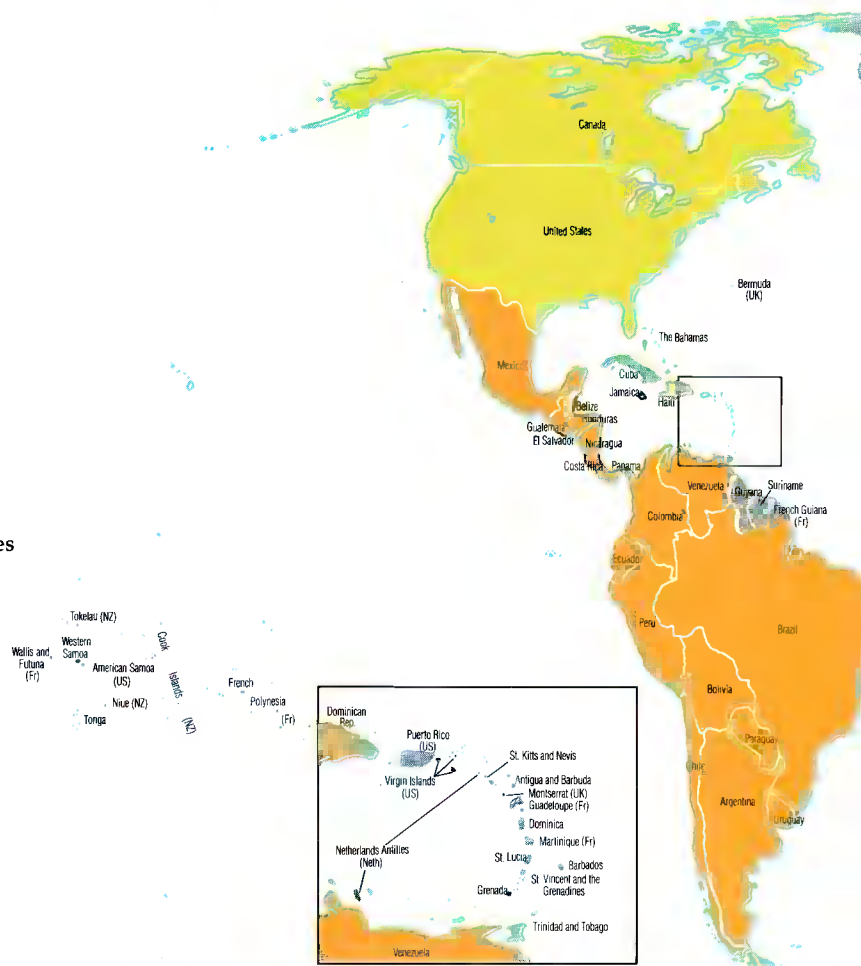 Canada
United States
Bermuda
(UK)
The Bahamas
Mexico
Cuba
Jamaica
Haiti
Belize
Honduras
Guatemala
El Salvador
Nicaragua
Costa Rica
Panama
Venezuela
Guyana
Suriname
French Guiana
(Fr)
Colombia
Ecuador
es
Peru
Brazil
Tokelau (NZ)
Wallis and
Futuna
(Fr)
Western
Samoa
Cook
Islands
(NZ)
American Samoa
(US)
Niue (NZ)
Tonga
French
Polynesia
(Fr)
Bolivia
Paraguay
Chile
Argentina
Uruguay
Dominican
Rep.
Puerto Rico
(US)
Virgin Islands
(US)
St. Kitts and Nevis
Antigua and Barbuda
Montserrat (UK)
Guadeloupe (Fr)
Dominica
Martinique (Fr)
Netherlands Antilles
(Neth)
St. Lucia
Barbados
St. Vincent and the
Grenadines
Grenada
Trinidad and Tobago
Venezuela